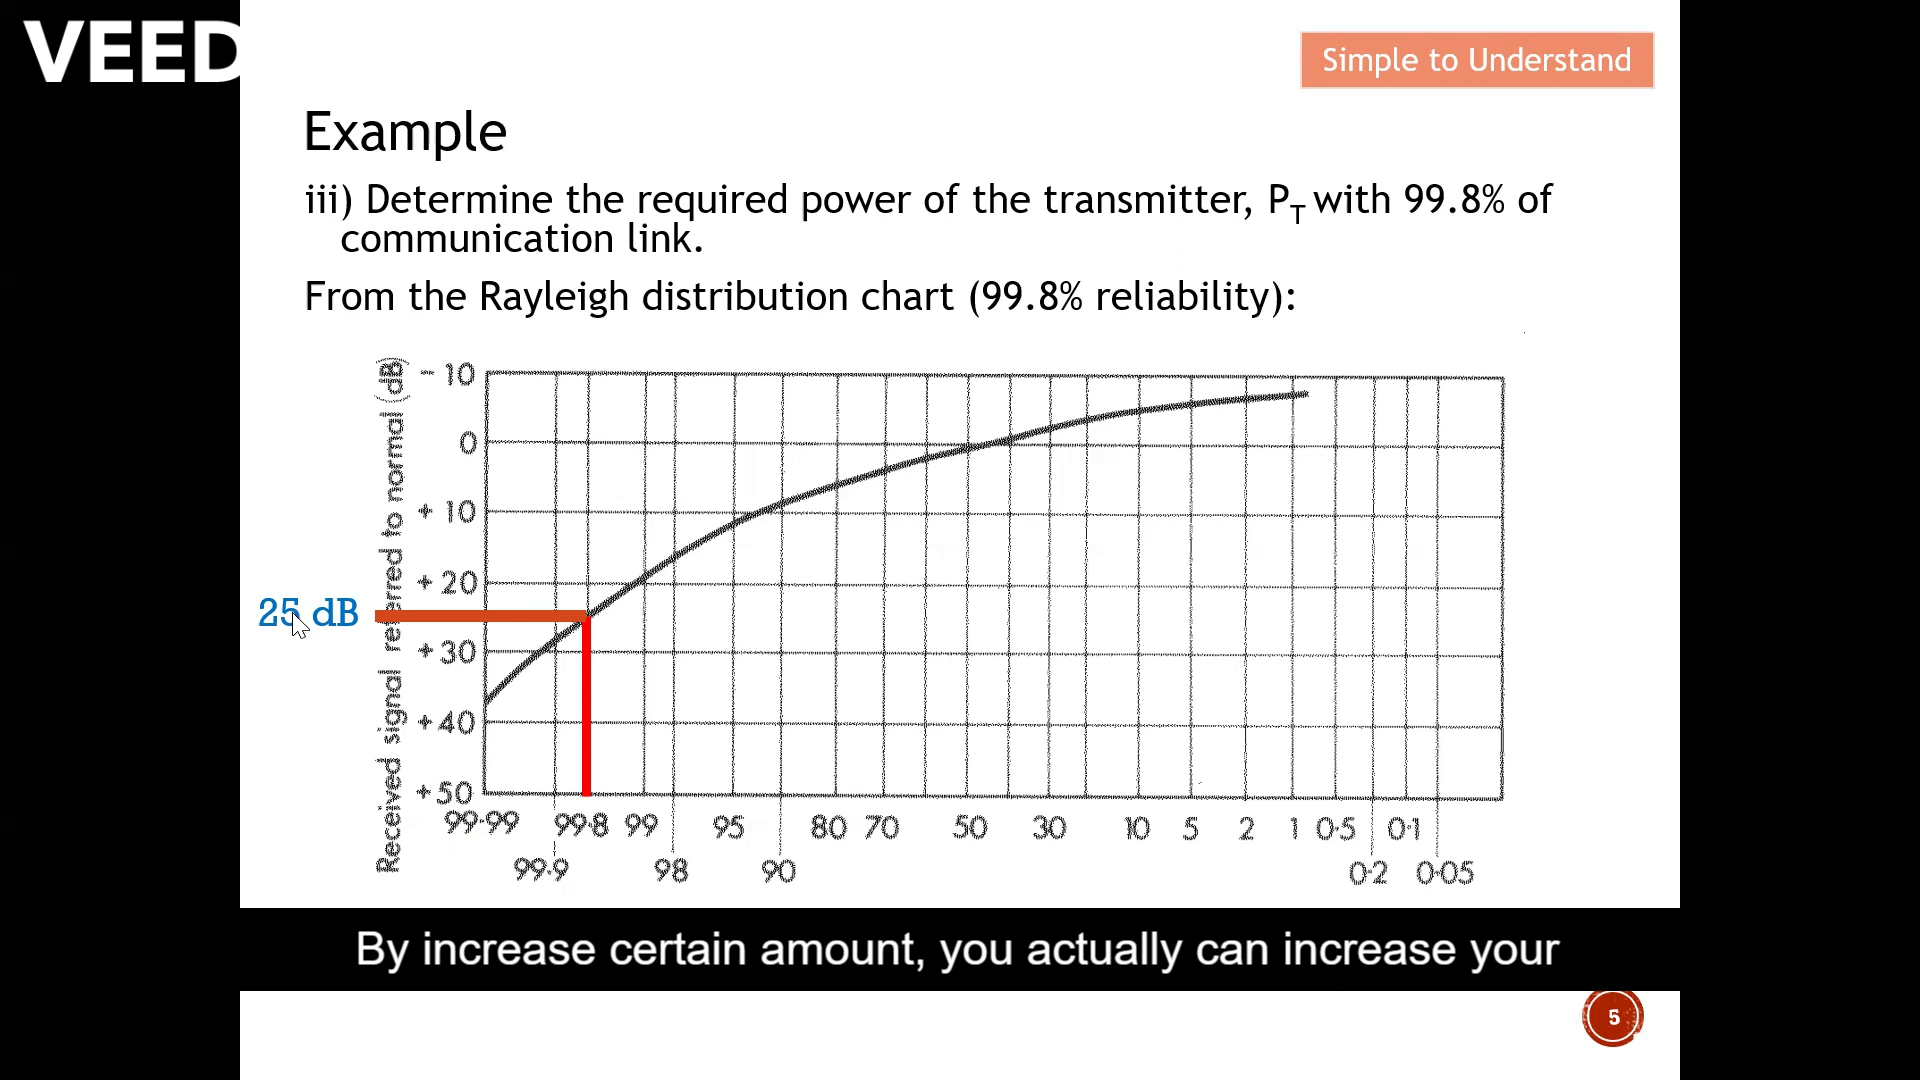 VEED
Simple to Understand
Example
iii) Determine the required power of the transmitter, PT with 99.8% of
communication link.
From the Rayleigh distribution chart (99.8% reliability):
Received signal referred to normal (dB)
- 10
0
+ 10
+ 20
25 dB
+ 30
+ 40
+ 50
99·99 99·8 99 95 80 70 50 30 10 5 2 1 0·5 0·1
99·9 98 90 0·2 0·05
By increase certain amount, you actually can increase your
5